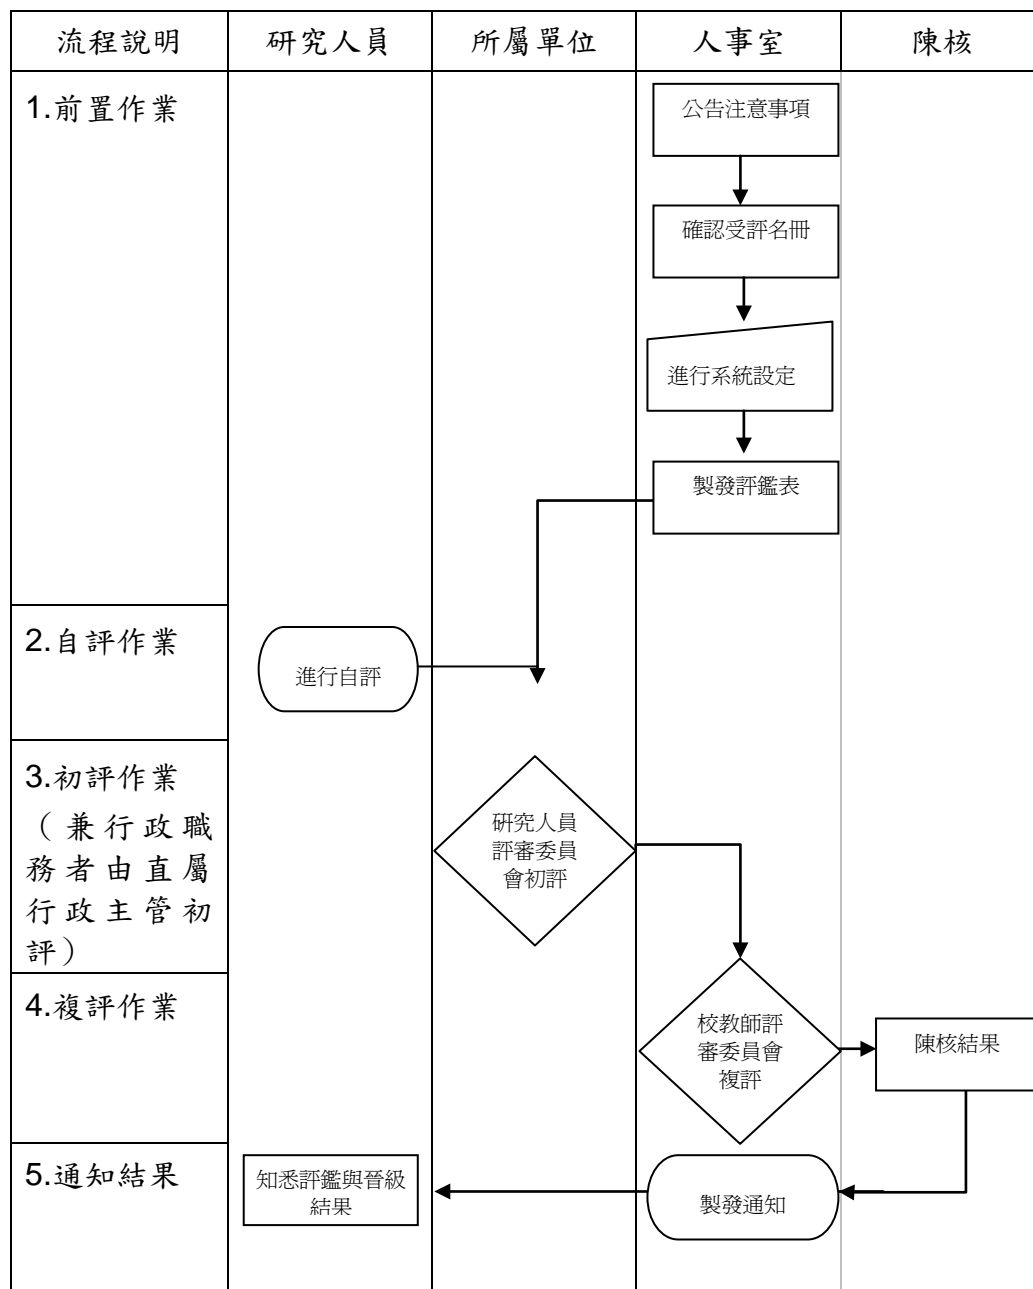 流程說明
研究人員
所屬單位
人事室
陳核
1.前置作業
公告注意事項
確認受評名冊
進行系統設定
製發評鑑表
2.自評作業
進行自評
3.初評作業
（兼行政職
務者由直屬
行政主管初
評）
研究人員
評審委員
會初評
4.複評作業
校教師評
審委員會
複評
陳核結果
5.通知結果
知悉評鑑與晉級
結果
製發通知